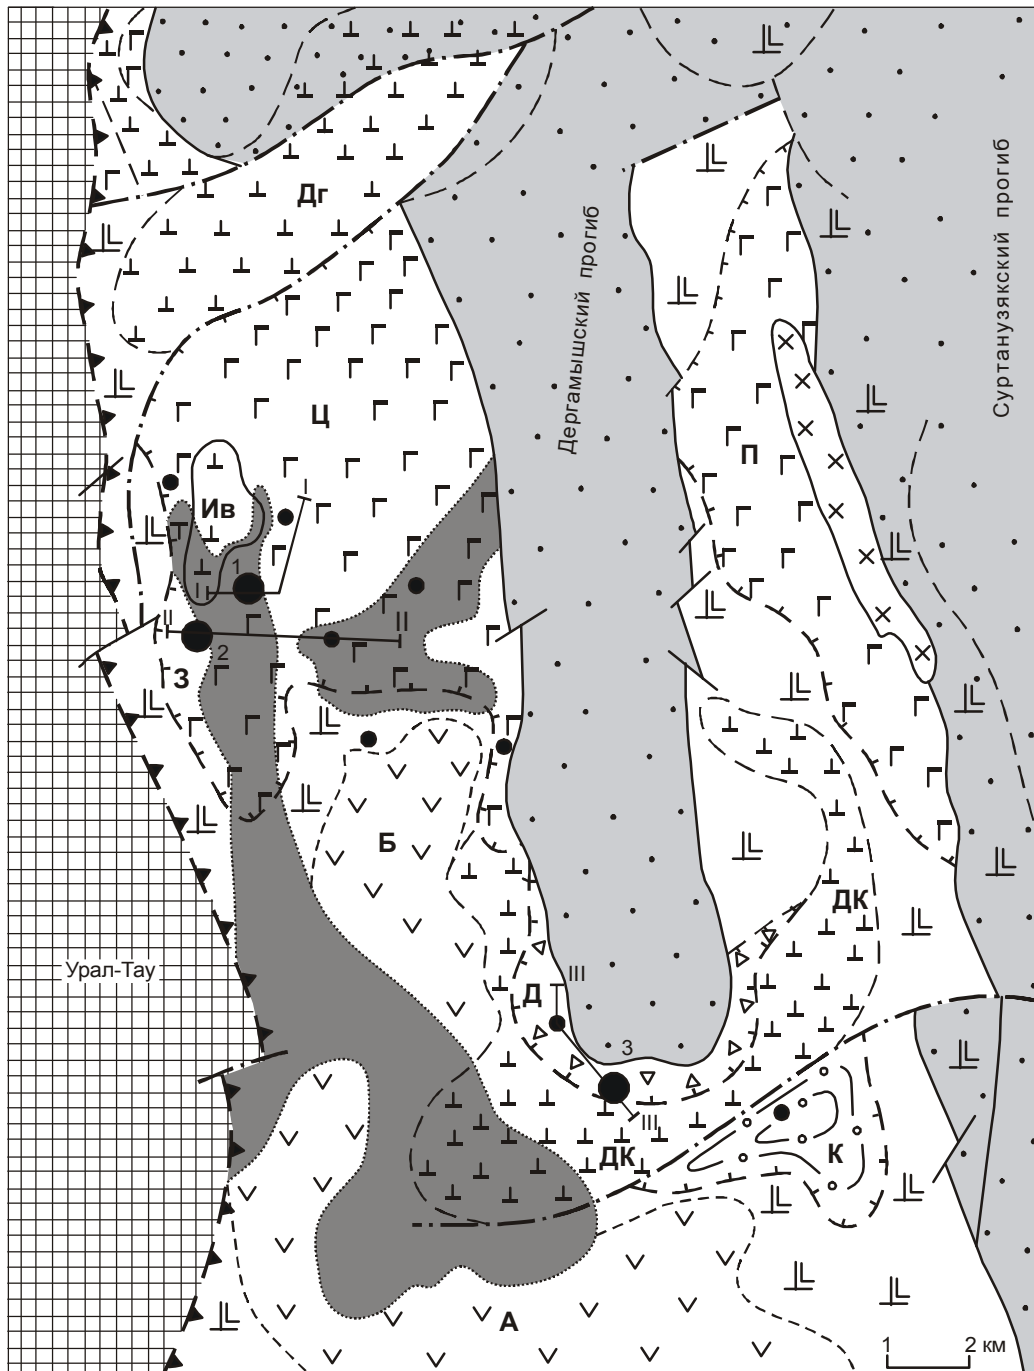 Дг
Дергамышский прогиб
Суртанузякский прогиб
Ц
П
Ив
I
1
I
II
II
2
З
Б
ДК
Урал-Тау
Д
III
3
III
ДК
К
А
1
2 км